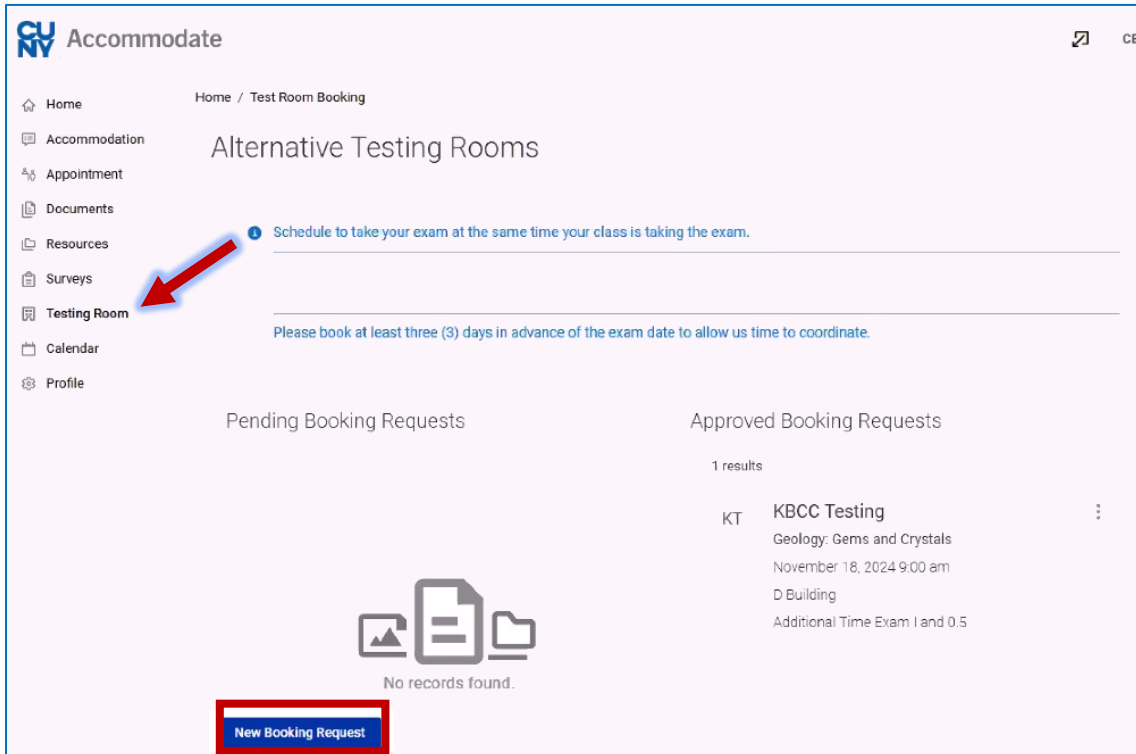 CU
NY
Accommodate
CE
Home
Accommodation
Appointment
Documents
Resources
Surveys
Testing Room
Calendar
Profile
Home / Test Room Booking
Alternative Testing Rooms
Schedule to take your exam at the same time your class is taking the exam.
Please book at least three (3) days in advance of the exam date to allow us time to coordinate.
Pending Booking Requests
No records found.
New Booking Request
Approved Booking Requests
1 results
KT
KBCC Testing
Geology: Gems and Crystals
November 18, 2024 9:00 am
D Building
Additional Time Exam I and 0.5